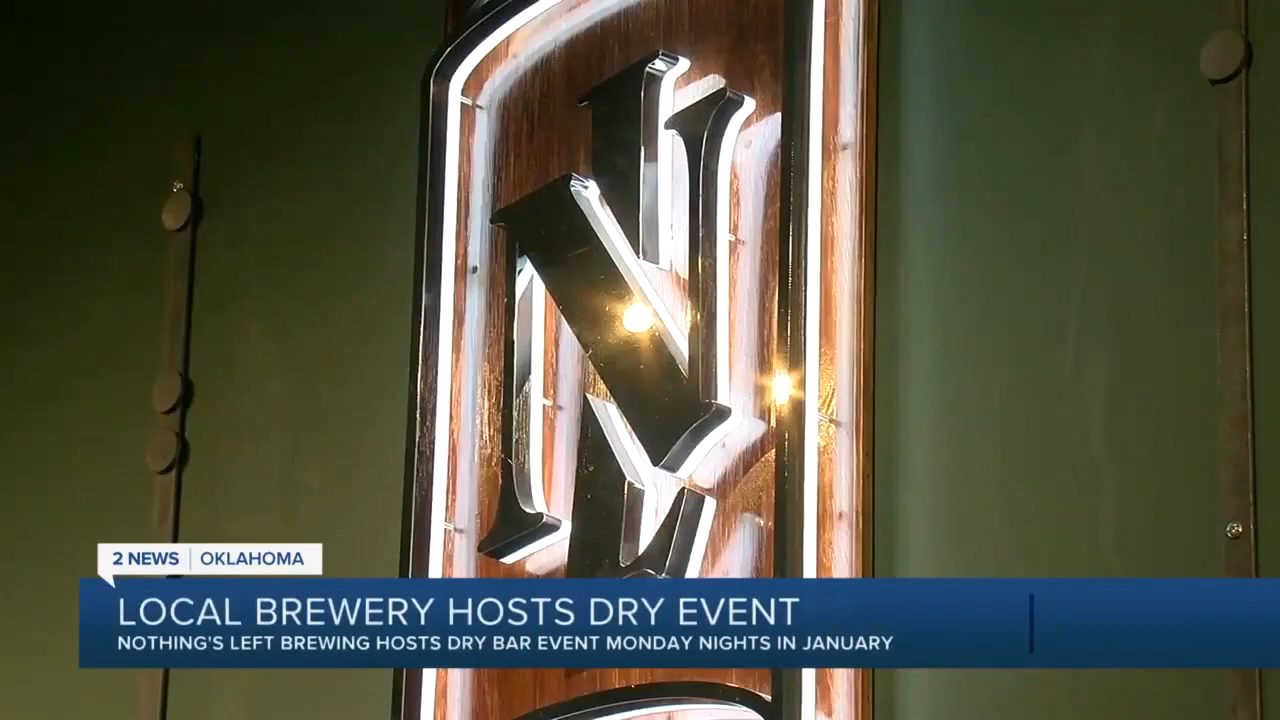 N
2 NEWS | OKLAHOMA
LOCAL BREWERY HOSTS DRY EVENT
NOTHING'S LEFT BREWING HOSTS DRY BAR EVENT MONDAY NIGHTS IN JANUARY